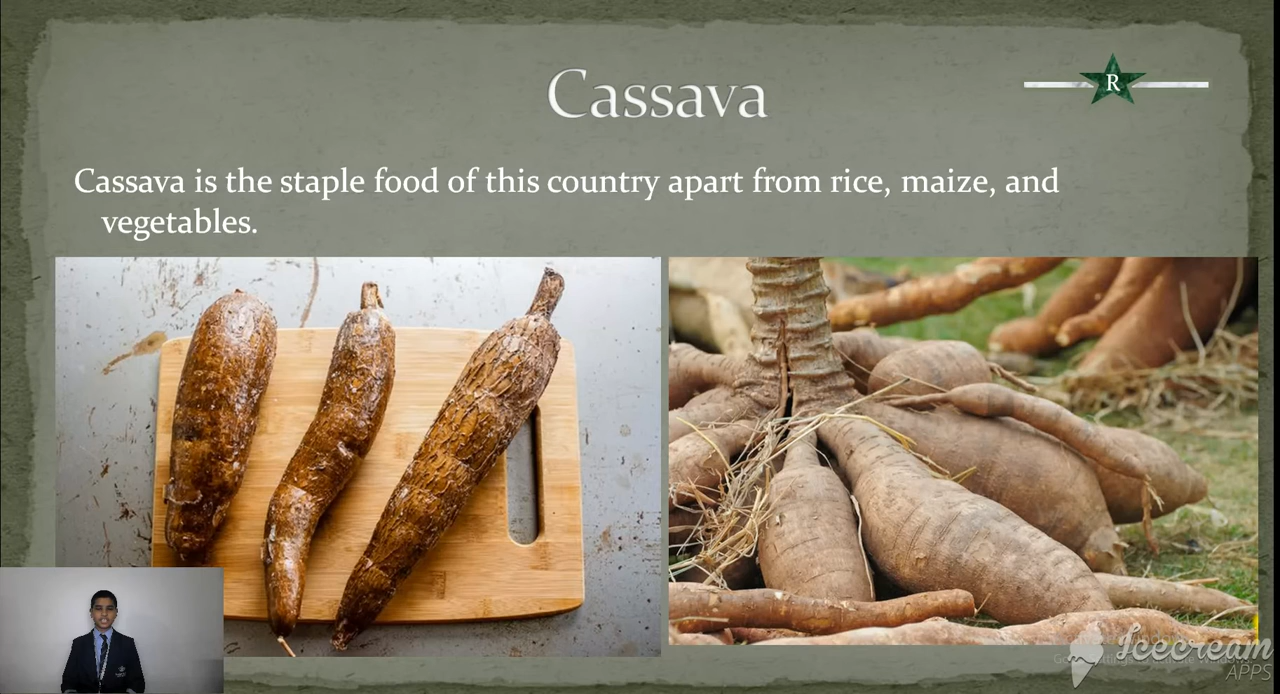 Cassava
R
Cassava is the staple food of this country apart from rice, maize, and
vegetables.
Icecream
APPS